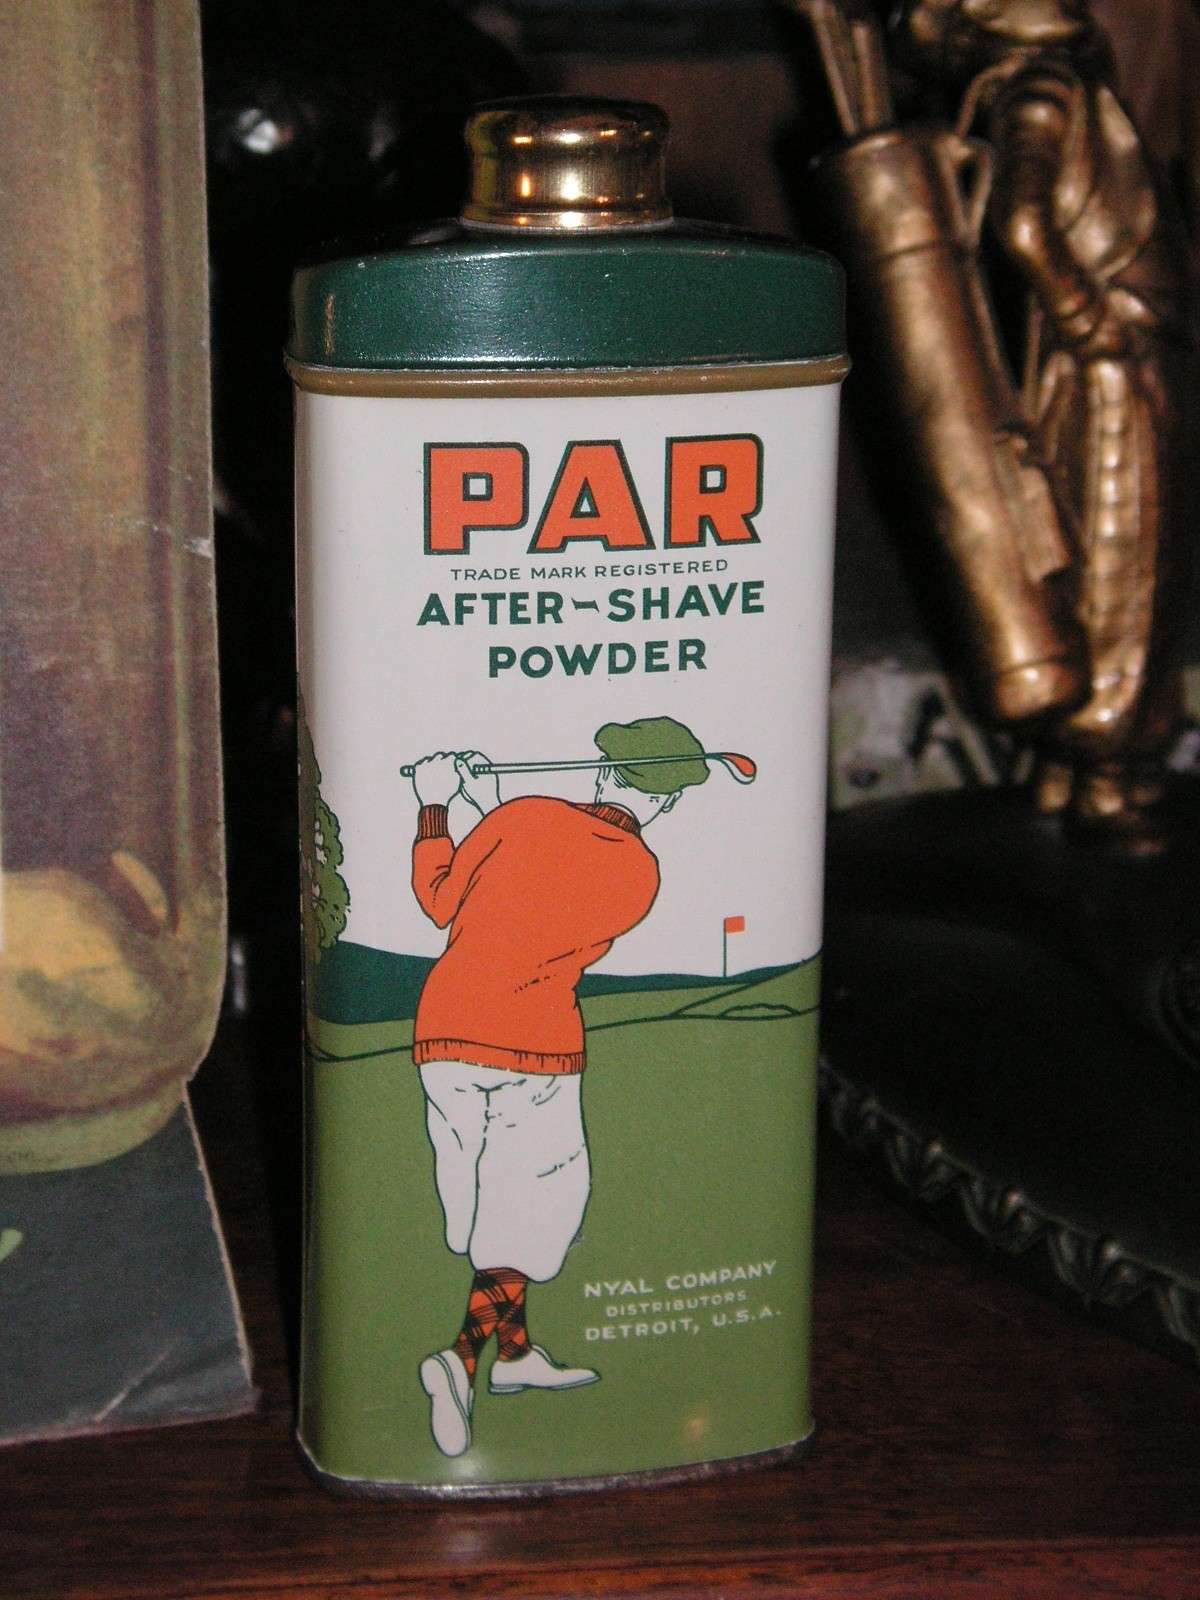 PAR
TRADE MARK REGISTERED
AFTER-SHAVE
POWDER
NYAL COMPANY
DISTRIBUTORS
DETROIT, U.S.A.